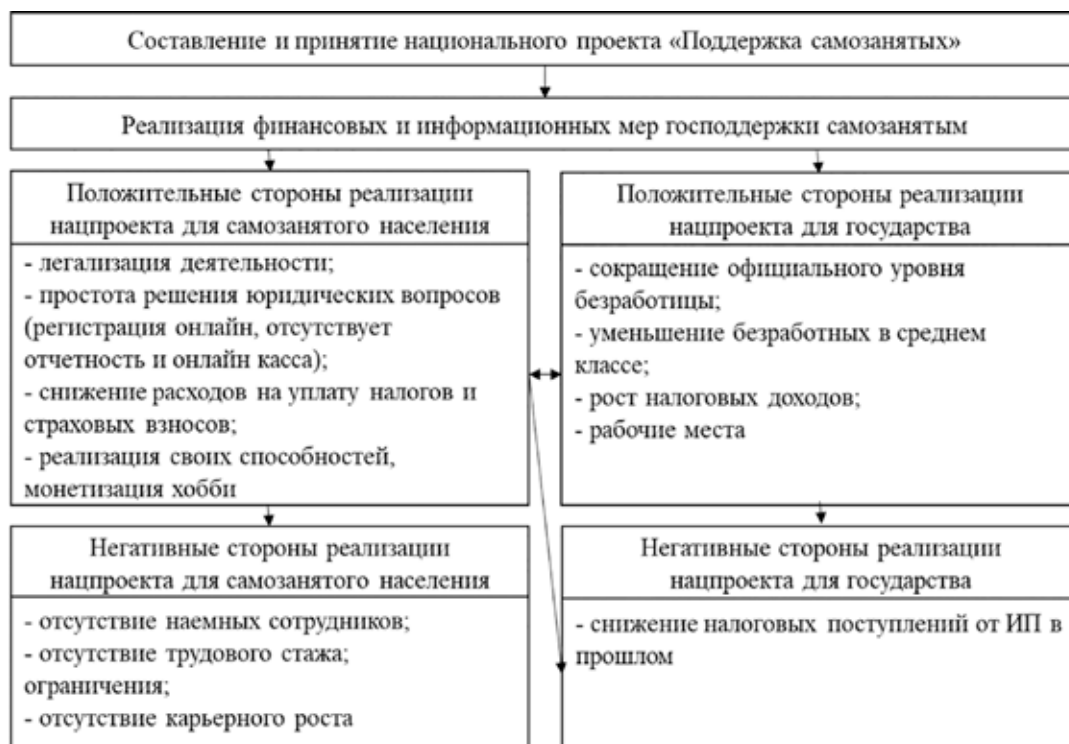 Составление и принятие национального проекта «Поддержка самозанятых»
Реализация финансовых и информационных мер господдержки самозанятым
Положительные стороны реализации
нацпроекта для самозанятого населения
- легализация деятельности;
- простота решения юридических вопросов
(регистрация онлайн, отсутствует
отчетность и онлайн касса);
- снижение расходов на уплату налогов и
страховых взносов;
- реализация своих способностей,
монетизация хобби
Положительные стороны реализации
нацпроекта для государства
- сокращение официального уровня
безработицы;
- уменьшение безработных в среднем
классе;
- рост налоговых доходов;
- рабочие места
Негативные стороны реализации
нацпроекта для самозанятого населения
- отсутствие наемных сотрудников;
- отсутствие трудового стажа;
ограничения;
- отсутствие карьерного роста
Негативные стороны реализации
нацпроекта для государства
- снижение налоговых поступлений от ИП в
прошлом